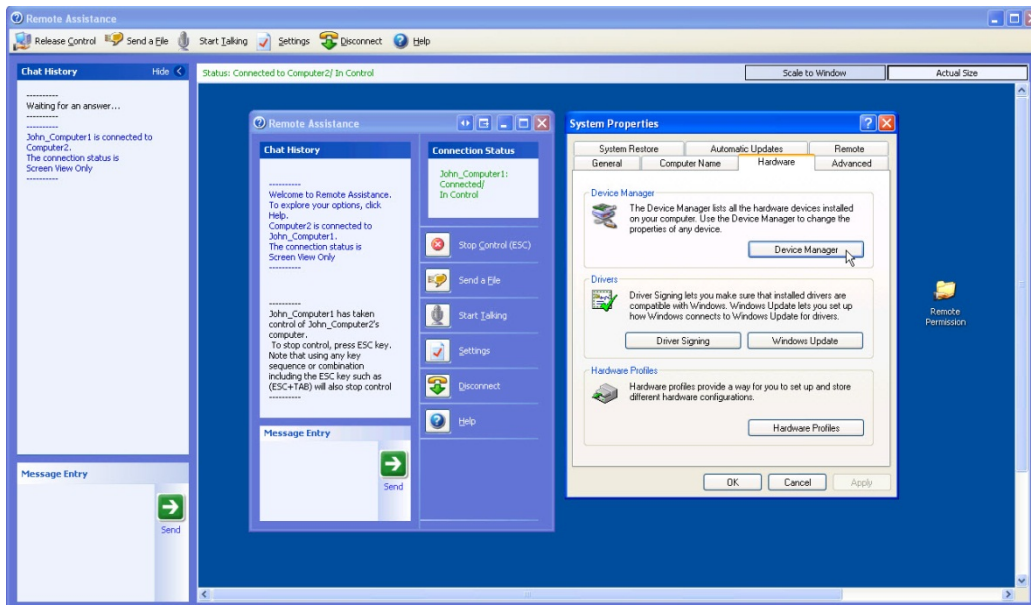 Remote Assistance
Release Control Send a File Start Talking Settings Disconnect Help
Chat History Hide
Status: Connected to Computer2/ In Control
Scale to Window Actual Size
----------
Waiting for an answer...
----------
----------
John_Computer1 is connected to
Computer2.
The connection status is
Screen View Only
----------
Message Entry
Send
Remote Assistance
Chat History
----------
Welcome to Remote Assistance.
To explore your options, click
Help.
Computer2 is connected to
John_Computer1.
The connection status is
Screen View Only
----------
----------
John_Computer1 has taken
control of John_Computer2's
computer.
To stop control, press ESC key.
Note that using any key
sequence or combination
including the ESC key such as
(ESC+TAB) will also stop control
----------
Message Entry
Send
Connection Status
John_Computer1:
Connected/
In Control
Stop Control (ESC)
Send a File
Start Talking
Settings
Disconnect
Help
System Properties
System Restore Automatic Updates Remote
General Computer Name Hardware Advanced
Device Manager
The Device Manager lists all the hardware devices installed
on your computer. Use the Device Manager to change the
properties of any device.
Device Manager
Drivers
Driver Signing lets you make sure that installed drivers are
compatible with Windows. Windows Update lets you set up
how Windows connects to Windows Update for drivers.
Driver Signing Windows Update
Hardware Profiles
Hardware profiles provide a way for you to set up and store
different hardware configurations.
Hardware Profiles
OK Cancel Apply
Remote
Permission